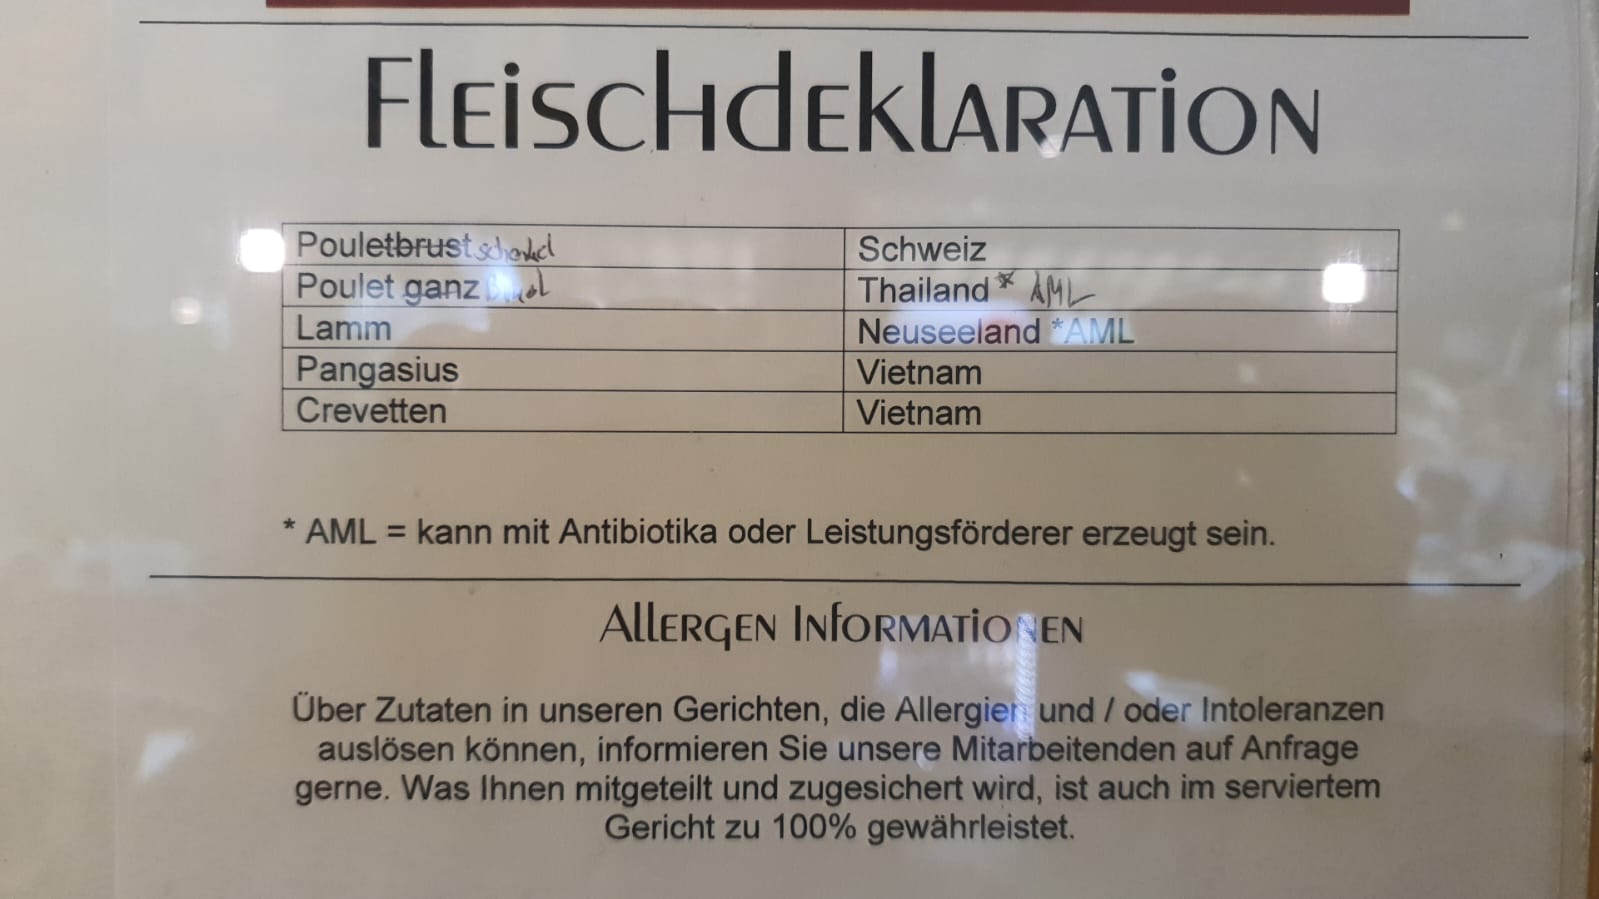 Fleischdeklaration
Pouletbrust schenkel Schweiz
Poulet ganz Brust Thailand * AML
Lamm Neuseeland *AML
Pangasius Vietnam
Crevetten Vietnam
* AML = kann mit Antibiotika oder Leistungsförderer erzeugt sein.
Allergen Informationen
Über Zutaten in unseren Gerichten, die Allergien und / oder Intoleranzen
auslösen können, informieren Sie unsere Mitarbeitenden auf Anfrage
gerne. Was Ihnen mitgeteilt und zugesichert wird, ist auch im serviertem
Gericht zu 100% gewährleistet.